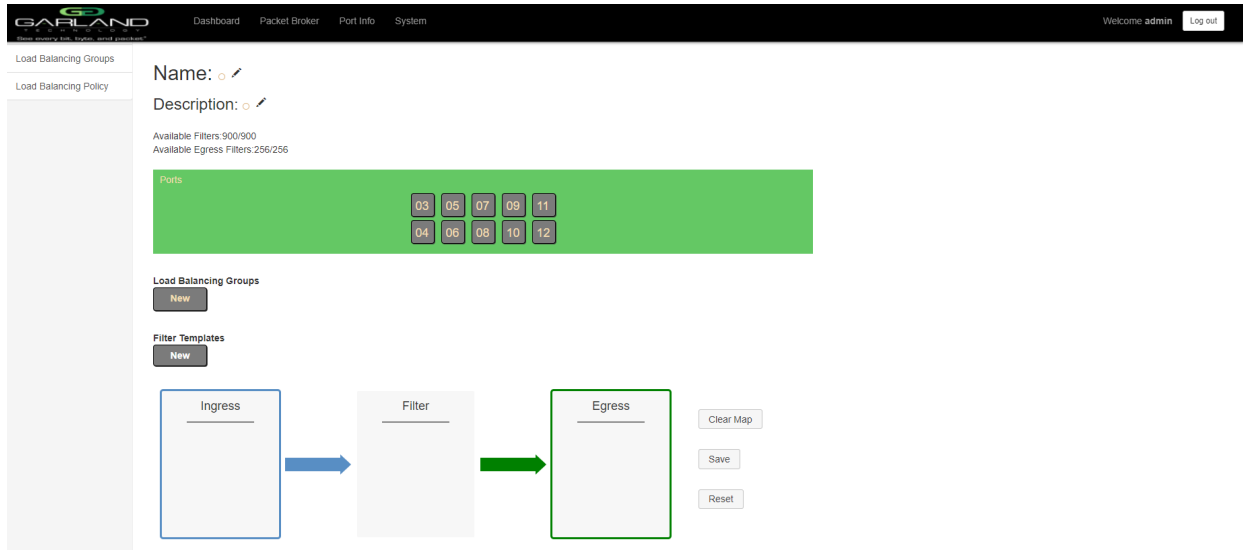 GARLAND
TECHNOLOGY
See every bit, byte, and packet®
Dashboard Packet Broker Port Info System
Welcome admin Log out
Load Balancing Groups
Load Balancing Policy
Name:
Description:
Available Filters:900/900
Available Egress Filters:256/256
Ports
03 05 07 09 11
04 06 08 10 12
Load Balancing Groups
New
Filter Templates
New
Ingress Filter Egress
Clear Map
Save
Reset